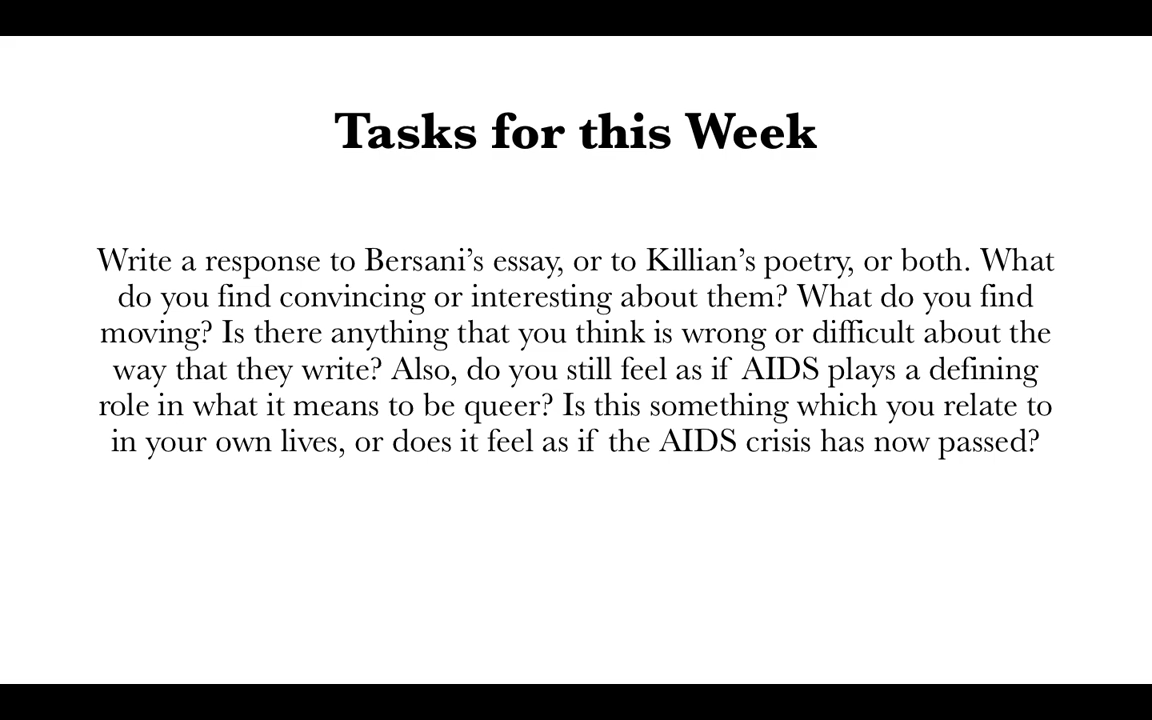 Tasks for this Week
Write a response to Bersani’s essay, or to Killian’s poetry, or both. What
do you find convincing or interesting about them? What do you find
moving? Is there anything that you think is wrong or difficult about the
way that they write? Also, do you still feel as if AIDS plays a defining
role in what it means to be queer? Is this something which you relate to
in your own lives, or does it feel as if the AIDS crisis has now passed?